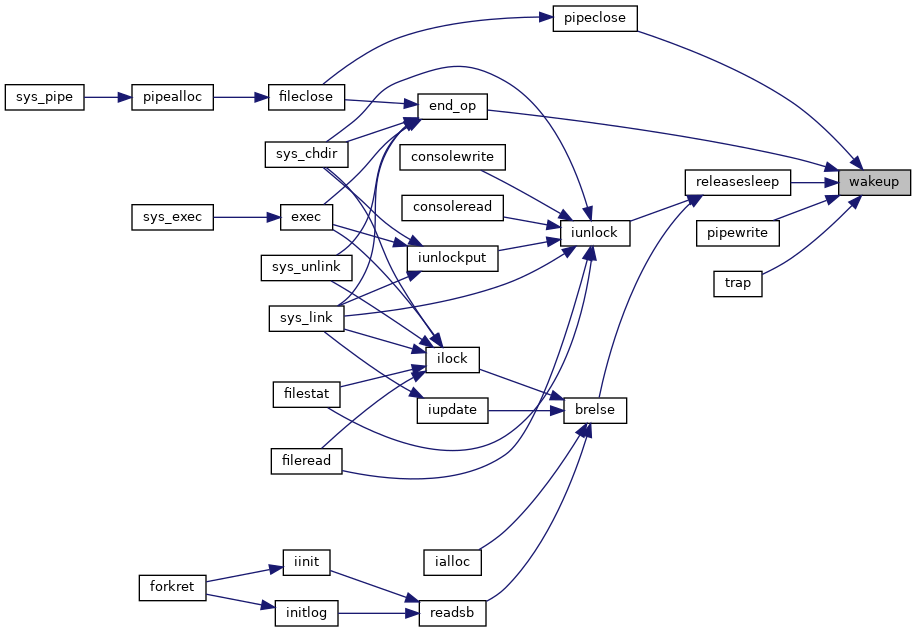 pipeclose
sys_pipe
pipealloc
fileclose
end_op
sys_chdir
consolewrite
wakeup
releasesleep
consoleread
sys_exec
exec
iunlock
pipewrite
iunlockput
sys_unlink
trap
sys_link
ilock
filestat
iupdate
brelse
fileread
iinit
ialloc
forkret
initlog
readsb